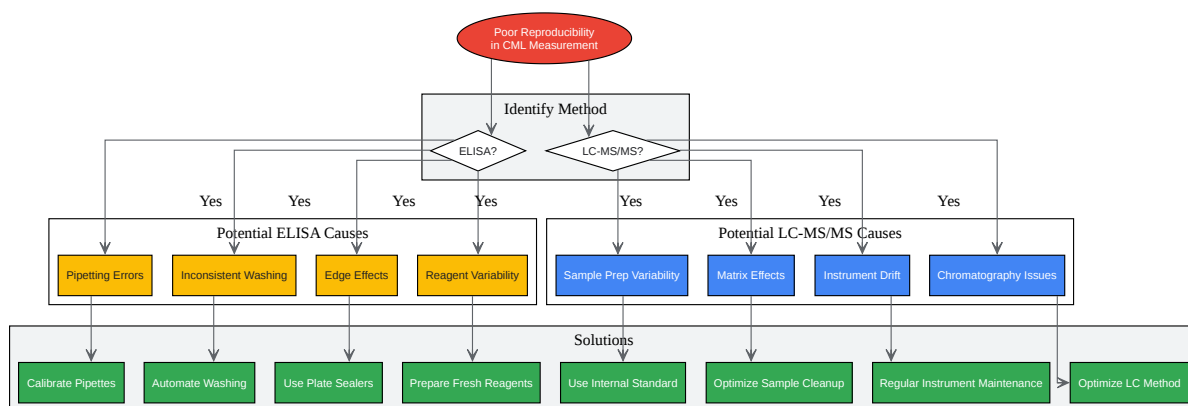 Poor Reproducibility
in CML Measurement
Identify Method
ELISA?
LC-MS/MS?
Yes
Yes
Yes
Yes
Yes
Yes
Yes
Yes
Potential ELISA Causes
Potential LC-MS/MS Causes
Pipetting Errors
Inconsistent Washing
Edge Effects
Reagent Variability
Sample Prep Variability
Matrix Effects
Instrument Drift
Chromatography Issues
Solutions
Calibrate Pipettes
Automate Washing
Use Plate Sealers
Prepare Fresh Reagents
Use Internal Standard
Optimize Sample Cleanup
Regular Instrument Maintenance
Optimize LC Method